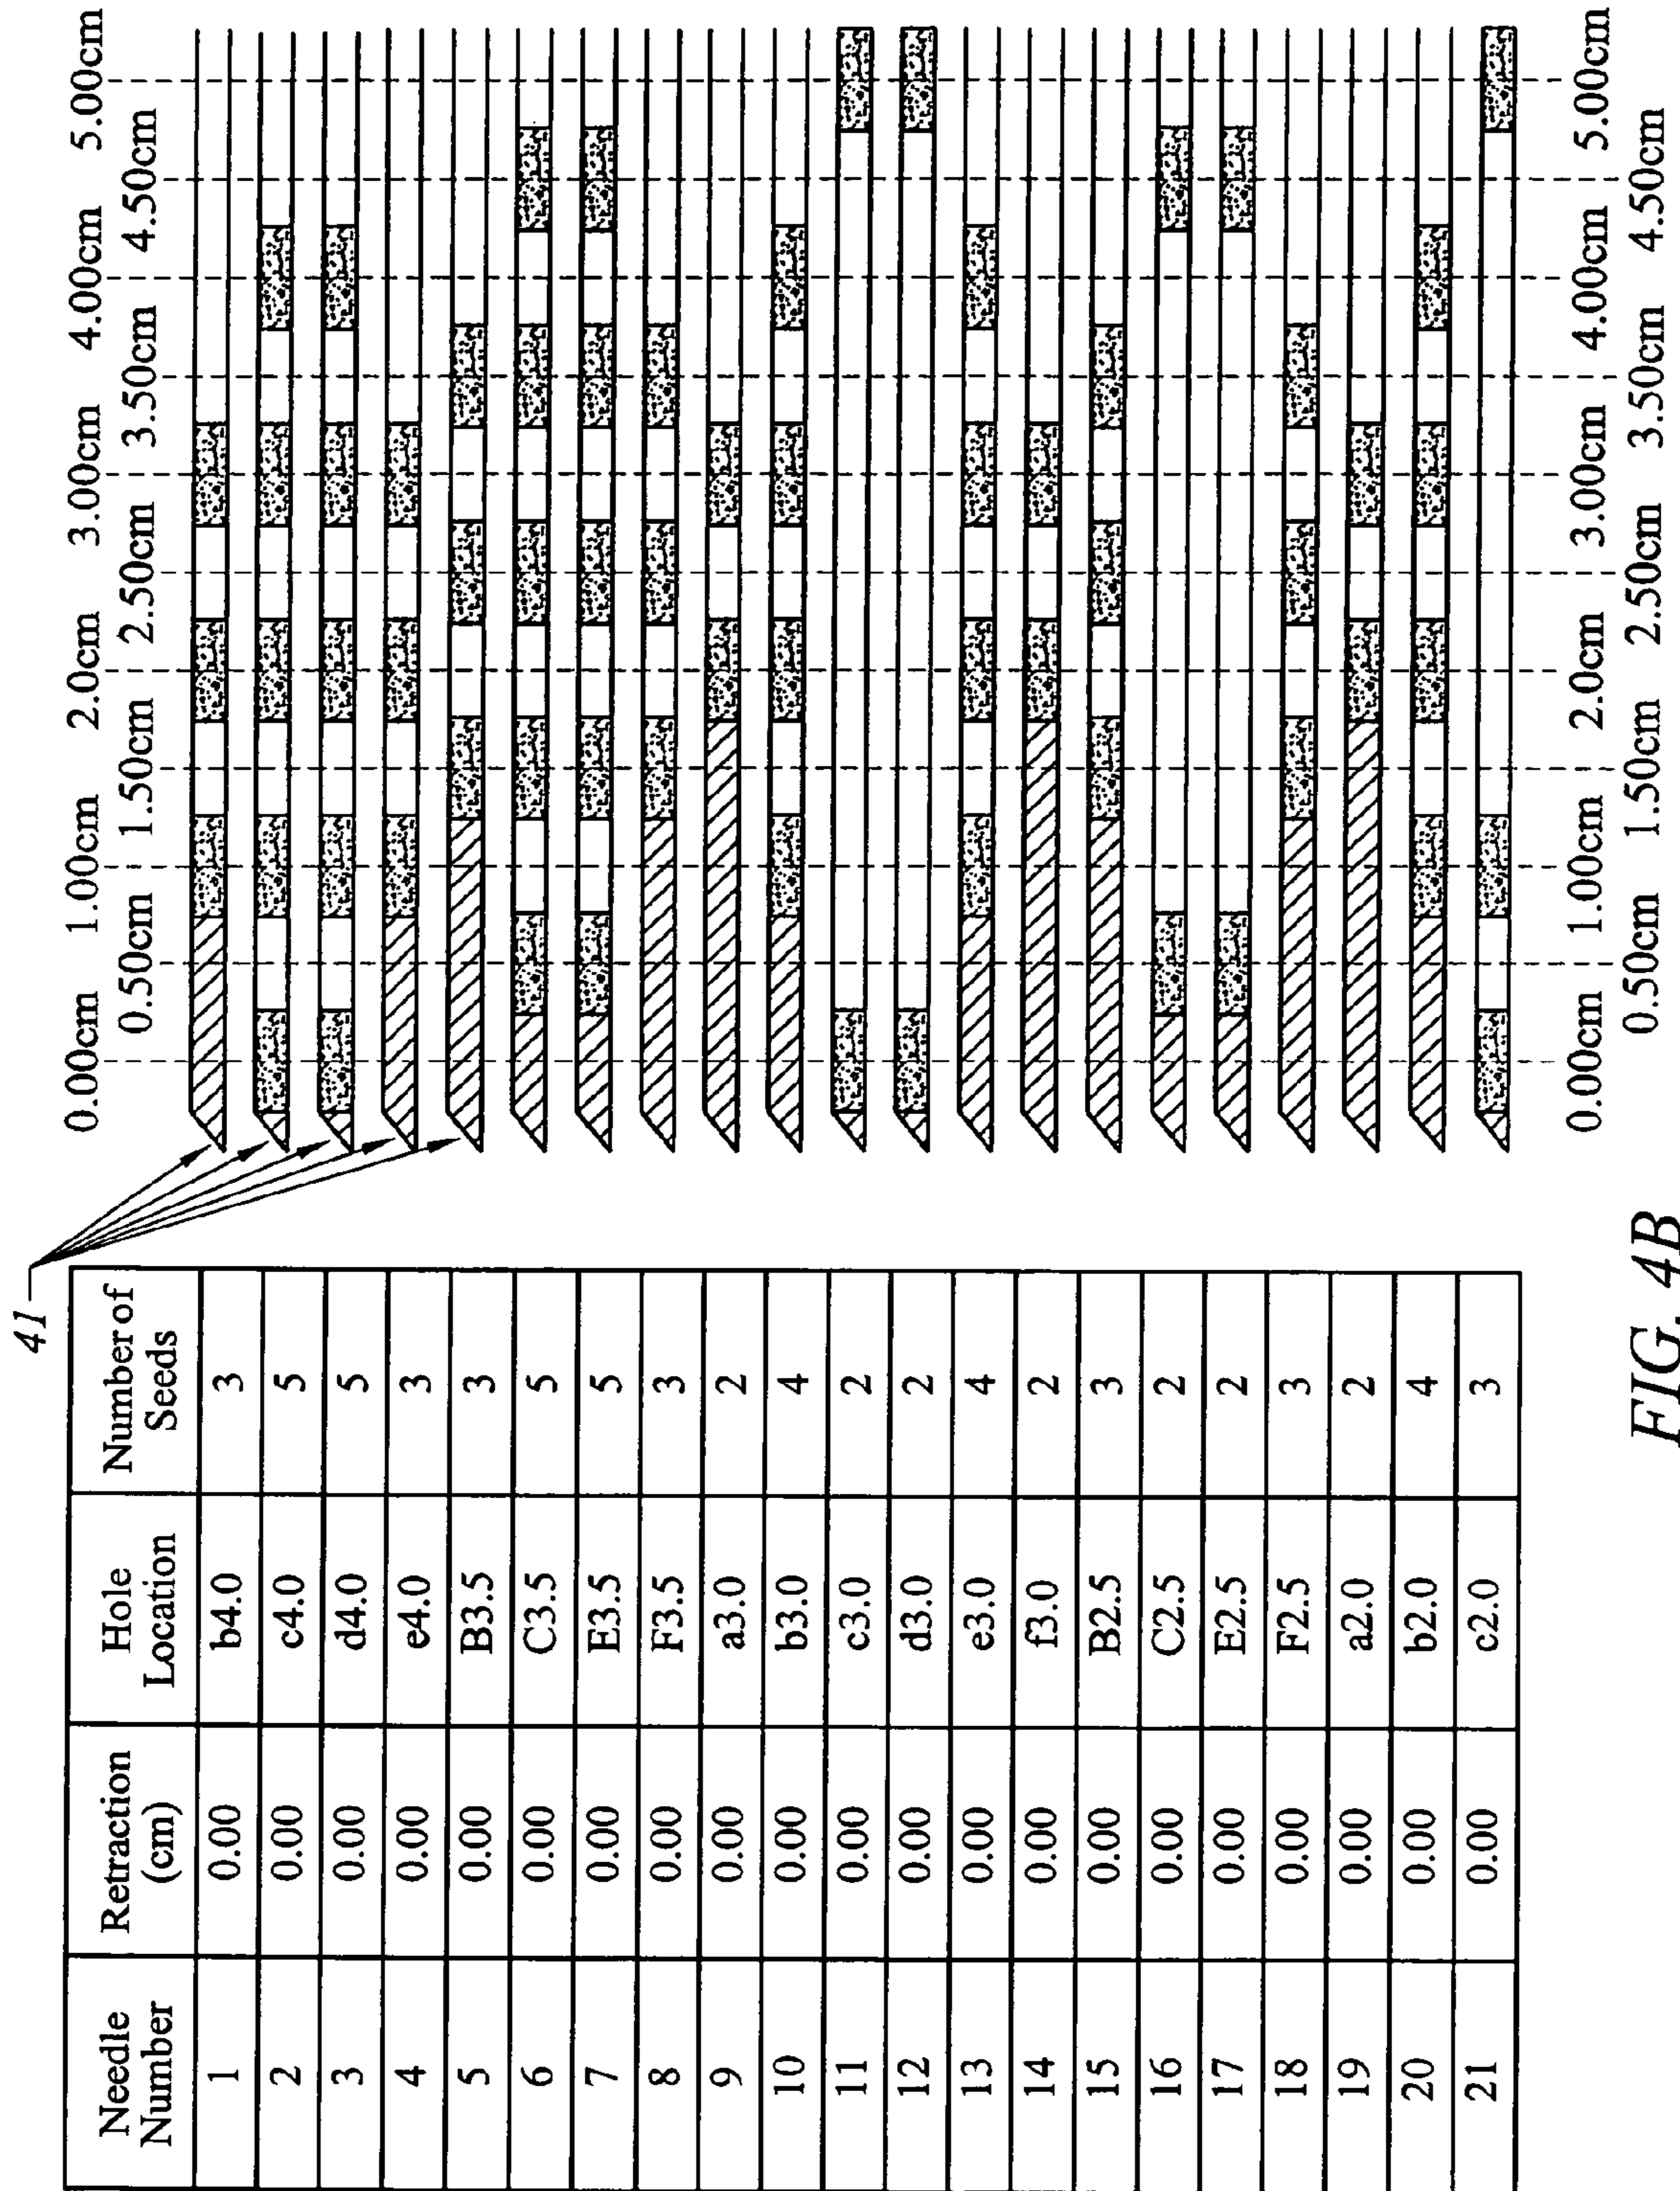 41
Needle Number | Retraction (cm) | Hole Location | Number of Seeds
1 | 0.00 | b4.0 | 3
2 | 0.00 | c4.0 | 5
3 | 0.00 | d4.0 | 5
4 | 0.00 | e4.0 | 3
5 | 0.00 | B3.5 | 3
6 | 0.00 | C3.5 | 5
7 | 0.00 | E3.5 | 5
8 | 0.00 | F3.5 | 3
9 | 0.00 | a3.0 | 2
10 | 0.00 | b3.0 | 4
11 | 0.00 | c3.0 | 2
12 | 0.00 | d3.0 | 2
13 | 0.00 | e3.0 | 4
14 | 0.00 | f3.0 | 2
15 | 0.00 | B2.5 | 3
16 | 0.00 | C2.5 | 2
17 | 0.00 | E2.5 | 2
18 | 0.00 | F2.5 | 3
19 | 0.00 | a2.0 | 2
20 | 0.00 | b2.0 | 4
21 | 0.00 | c2.0 | 3
0.00cm 1.00cm 2.0cm 3.00cm 4.00cm 5.00cm
0.50cm 1.50cm 2.50cm 3.50cm 4.50cm
0.00cm 1.00cm 2.0cm 3.00cm 4.00cm 5.00cm
0.50cm 1.50cm 2.50cm 3.50cm 4.50cm
FIG. 4B